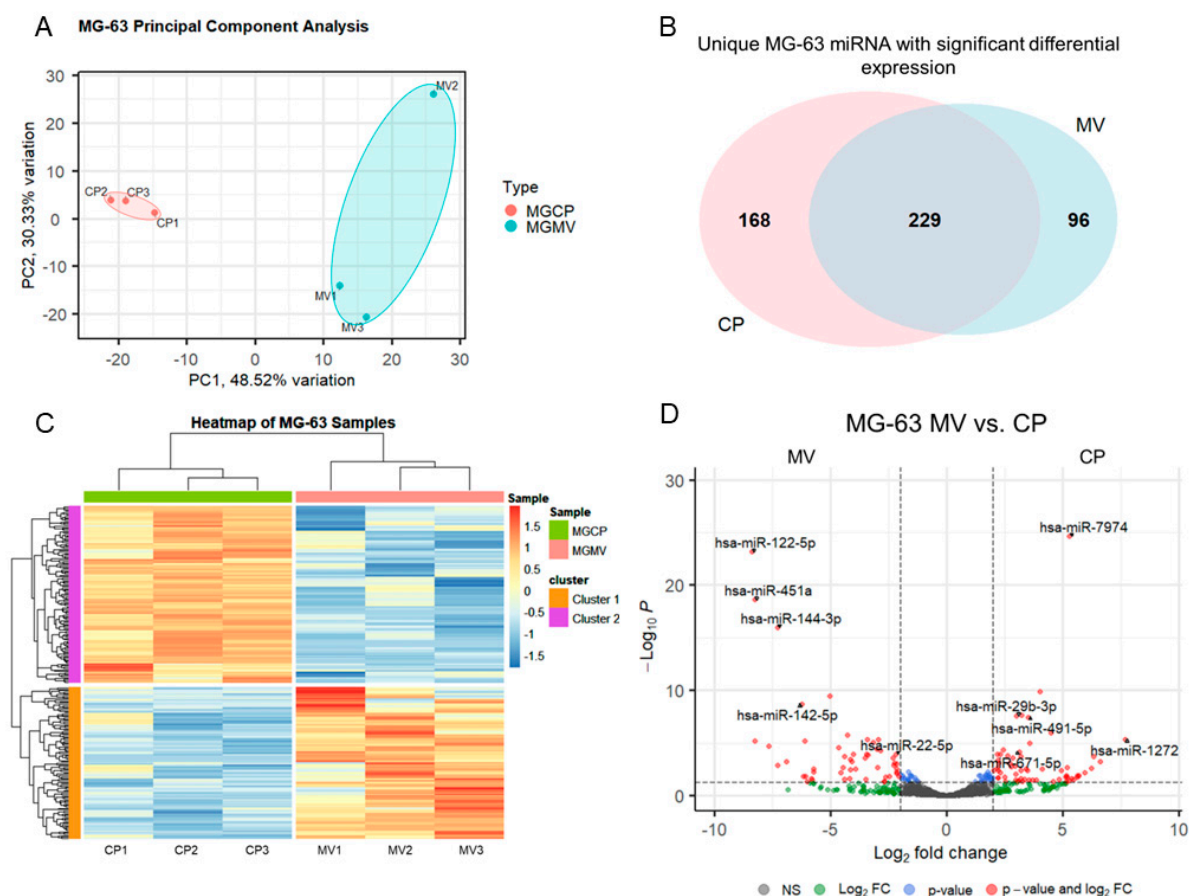 A
MG-63 Principal Component Analysis
30
20
10
0
-10
-20
PC2, 30.33% variation
MV2
CP2
CP3
CP1
MV1
MV3
-20
-10
0
10
20
30
PC1, 48.52% variation
Type
MGCP
MGMV
B
Unique MG-63 miRNA with significant differential
expression
MV
168
229
96
CP
C
Heatmap of MG-63 Samples
Sample
1.5
1
0.5
0
-0.5
-1
-1.5
Sample
MGCP
MGMV
cluster
Cluster 1
Cluster 2
CP1
CP2
CP3
MV1
MV2
MV3
D
MG-63 MV vs. CP
MV
CP
30
20
10
0
−Log₁₀ P
hsa-miR-7974
hsa-miR-122-5p
hsa-miR-451a
hsa-miR-144-3p
hsa-miR-142-5p
hsa-miR-29b-3p
hsa-miR-491-5p
hsa-miR-22-5p
hsa-miR-1272
hsa-miR-671-5p
-10
-5
0
5
10
Log₂ fold change
NS
Log₂ FC
p-value
p − value and log₂ FC